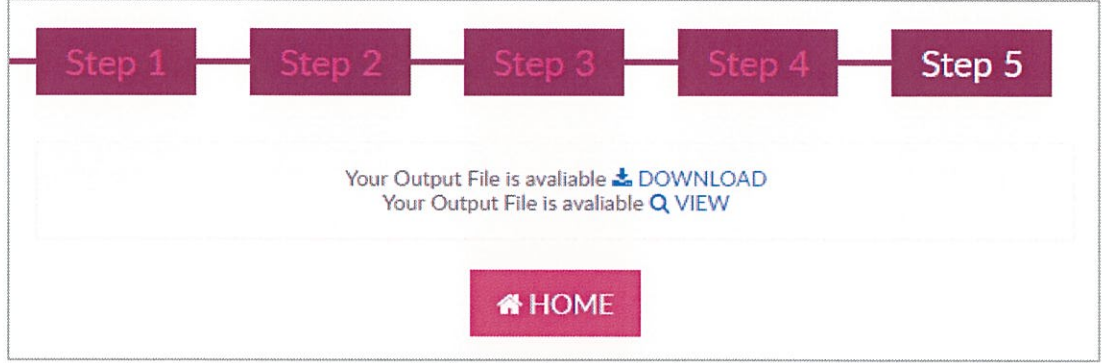 Step 1 Step 2 Step 3 Step 4 Step 5
Your Output File is avaliable DOWNLOAD
Your Output File is avaliable VIEW
HOME